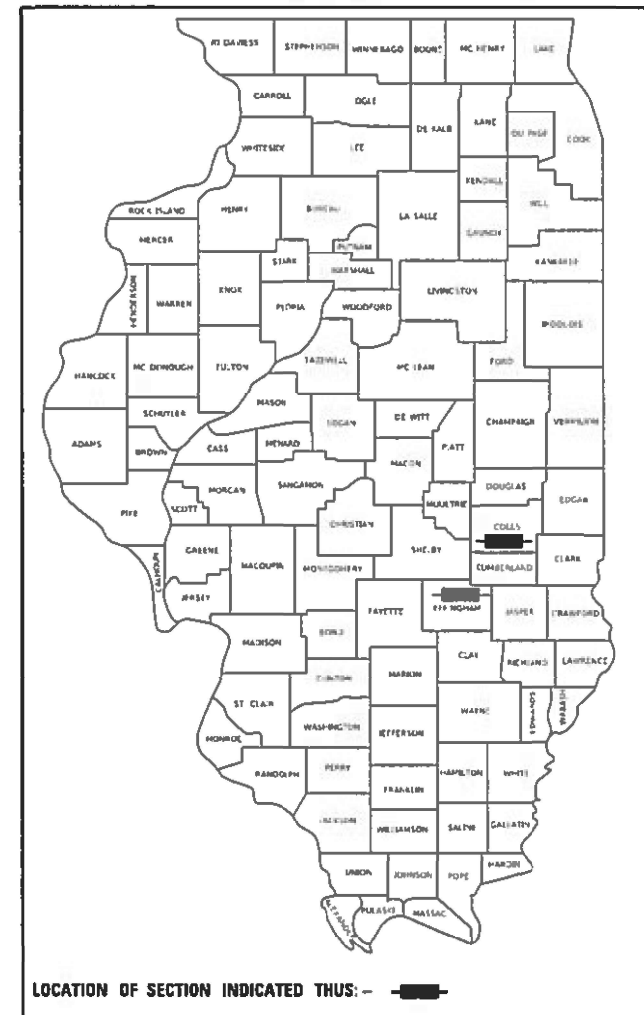 JO DAVIESS STEPHENSON WINNEBAGO BOONE MC HENRY LAKE
CARROLL OGLE
DE KALB KANE DU PAGE COOK
WHITESIDE LEE
KENDALL WILL
ROCK ISLAND HENRY BUREAU LA SALLE GRUNDY
MERCER PUTNAM
STARK MARSHALL KANKAKEE
HENDERSON WARREN KNOX PEORIA WOODFORD LIVINGSTON
IROQUOIS
HANCOCK MC DONOUGH FULTON TAZEWELL MC LEAN FORD
MASON
SCHUYLER LOGAN DE WITT CHAMPAIGN VERMILION
ADAMS BROWN CASS MENARD PIATT
MACON
MORGAN SANGAMON DOUGLAS EDGAR
PIKE SCOTT CHRISTIAN MOULTRIE
COLES
GREENE MACOUPIN MONTGOMERY SHELBY
CUMBERLAND CLARK
CALHOUN JERSEY FAYETTE EFFINGHAM JASPER CRAWFORD
MADISON BOND
CLAY RICHLAND LAWRENCE
CLINTON MARION
ST. CLAIR WAYNE EDWARDS WABASH
WASHINGTON JEFFERSON
MONROE
RANDOLPH PERRY HAMILTON WHITE
FRANKLIN
JACKSON WILLIAMSON SALINE GALLATIN
UNION JOHNSON POPE HARDIN
ALEXANDER PULASKI MASSAC
LOCATION OF SECTION INDICATED THUS: -